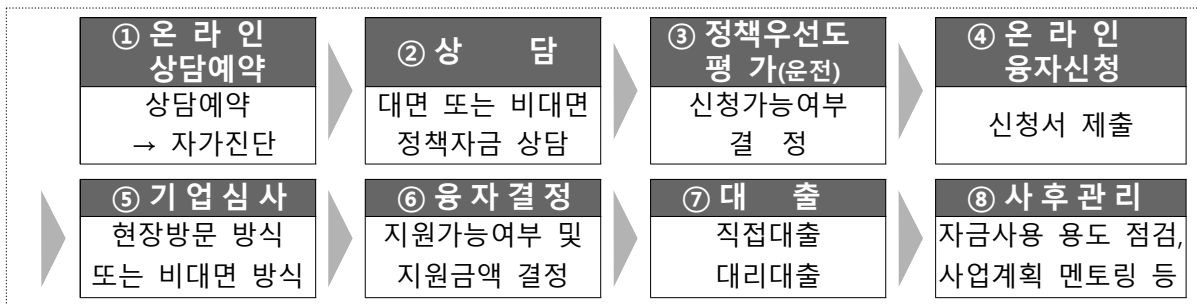 ① 온 라 인
상담예약
상담예약
→ 자가진단
② 상 담
대면 또는 비대면
정책자금 상담
③ 정책우선도
평 가(운전)
신청가능여부
결 정
④ 온 라 인
융자신청
신청서 제출
⑤ 기 업 심 사
현장방문 방식
또는 비대면 방식
⑥ 융 자 결 정
지원가능여부 및
지원금액 결정
⑦ 대 출
직접대출
대리대출
⑧ 사 후 관 리
자금사용 용도 점검,
사업계획 멘토링 등